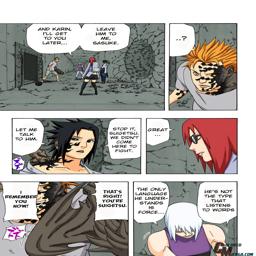 ..?
LEAVE
HIM TO
ME,
SASUKE.
AND KARIN,
I'LL GET
TO YOU
LATER...
GREAT...
STOP IT,
SUIGETSU.
WE DIDN'T
COME HERE
TO FIGHT.
LET ME
TALK
TO HIM.
HE'S NOT
THE TYPE
THAT
LISTENS
TO WORDS.
THE ONLY
LANGUAGE
HE UNDER-
STANDS
IS
FORCE...
THAT'S
RIGHT!
YOU'RE
SUIGETSU.
I
REMEMBER
YOU
NOW!